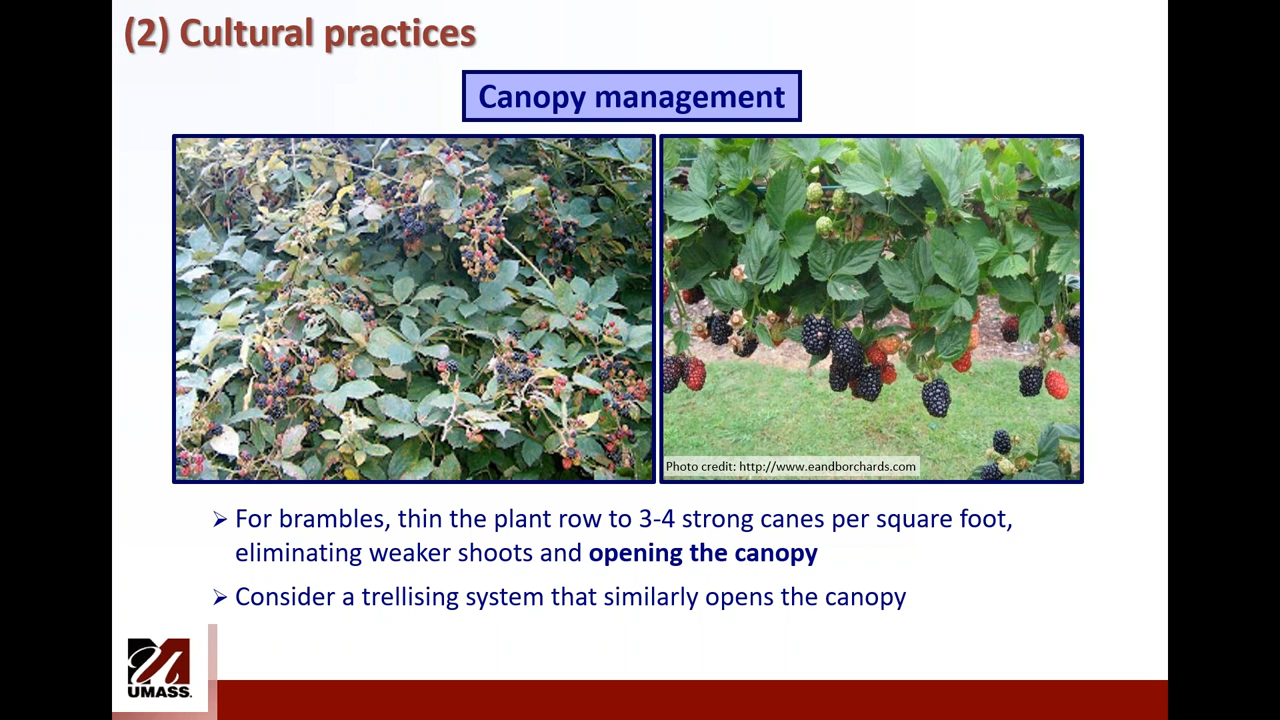 (2) Cultural practices
Canopy management
Photo credit: http://www.eandborchards.com
➢ For brambles, thin the plant row to 3-4 strong canes per square foot,
eliminating weaker shoots and opening the canopy
➢ Consider a trellising system that similarly opens the canopy
UMASS.